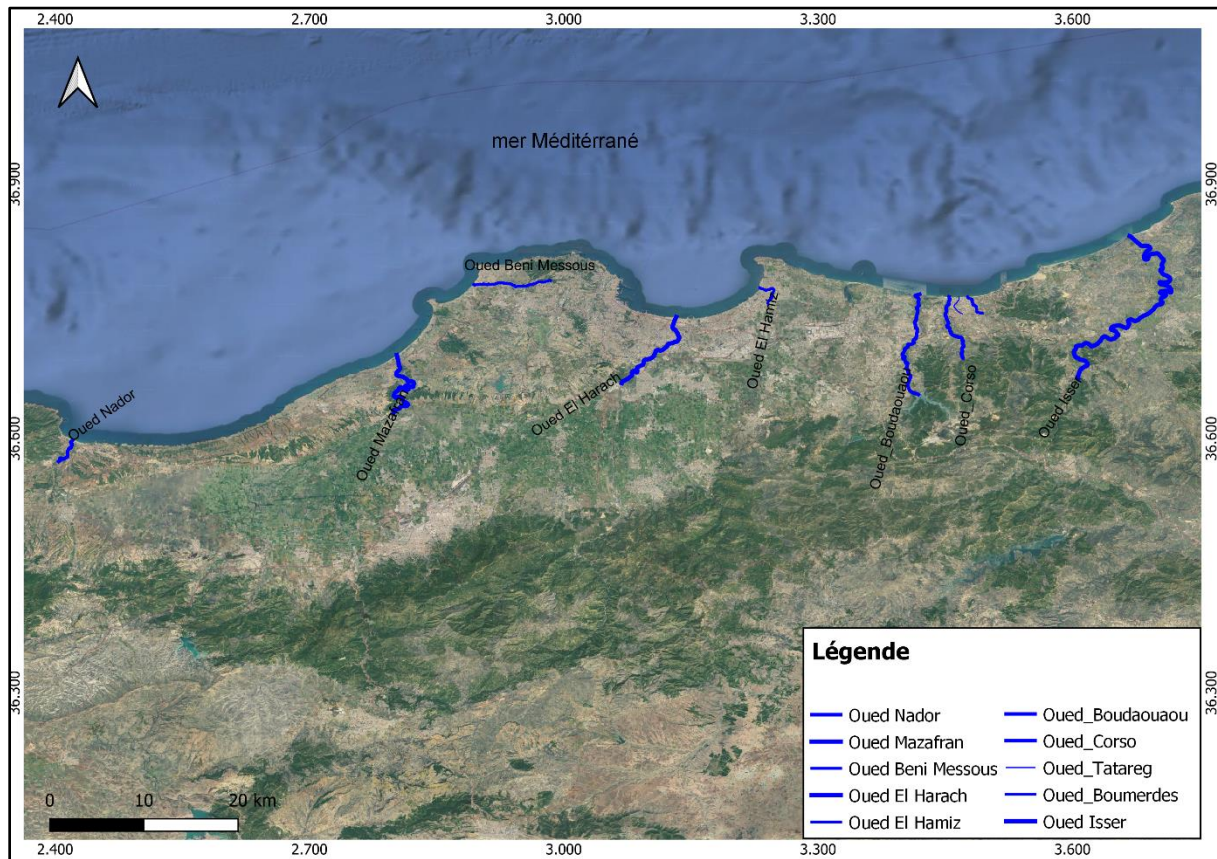 2.400 2.700 3.000 3.300 3.600
mer Méditérrané
36.900 36.900
Oued Beni Messous
Oued El Hamiz
Oued Nador
Oued Mazafran
Oued El Harach
Oued_Boudaouaou
Oued_Corso
Oued Isser
36.600 36.600
36.300 36.300
Légende
Oued Nador
Oued Mazafran
Oued Beni Messous
Oued El Harach
Oued El Hamiz
Oued_Boudaouaou
Oued_Corso
Oued_Tatareg
Oued_Boumerdes
Oued Isser
0 10 20 km
2.400 2.700 3.000 3.300 3.600